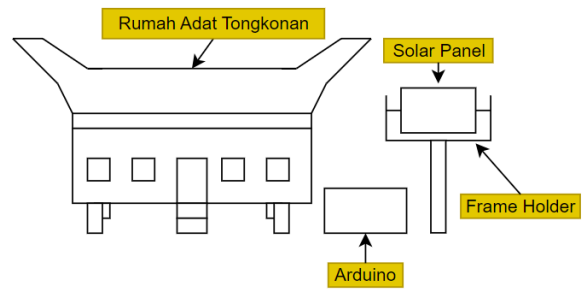 Rumah Adat Tongkonan
Solar Panel
Frame Holder
Arduino